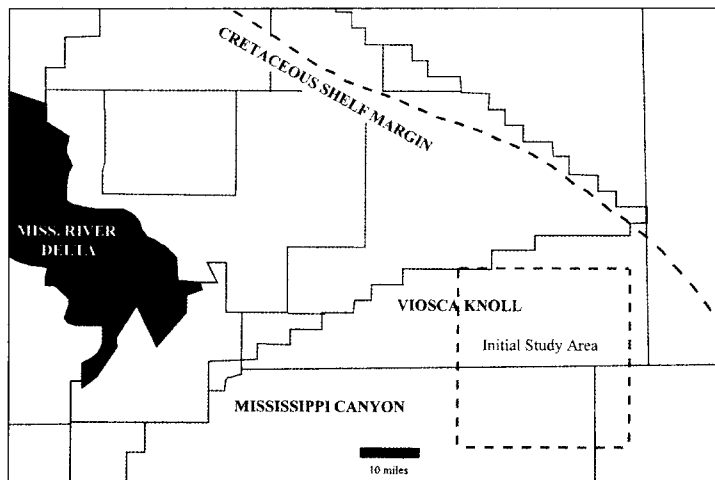 CRETACEOUS SHELF MARGIN
MISS. RIVER
DELTA
VIOSCA KNOLL
Initial Study Area
MISSISSIPPI CANYON
10 miles